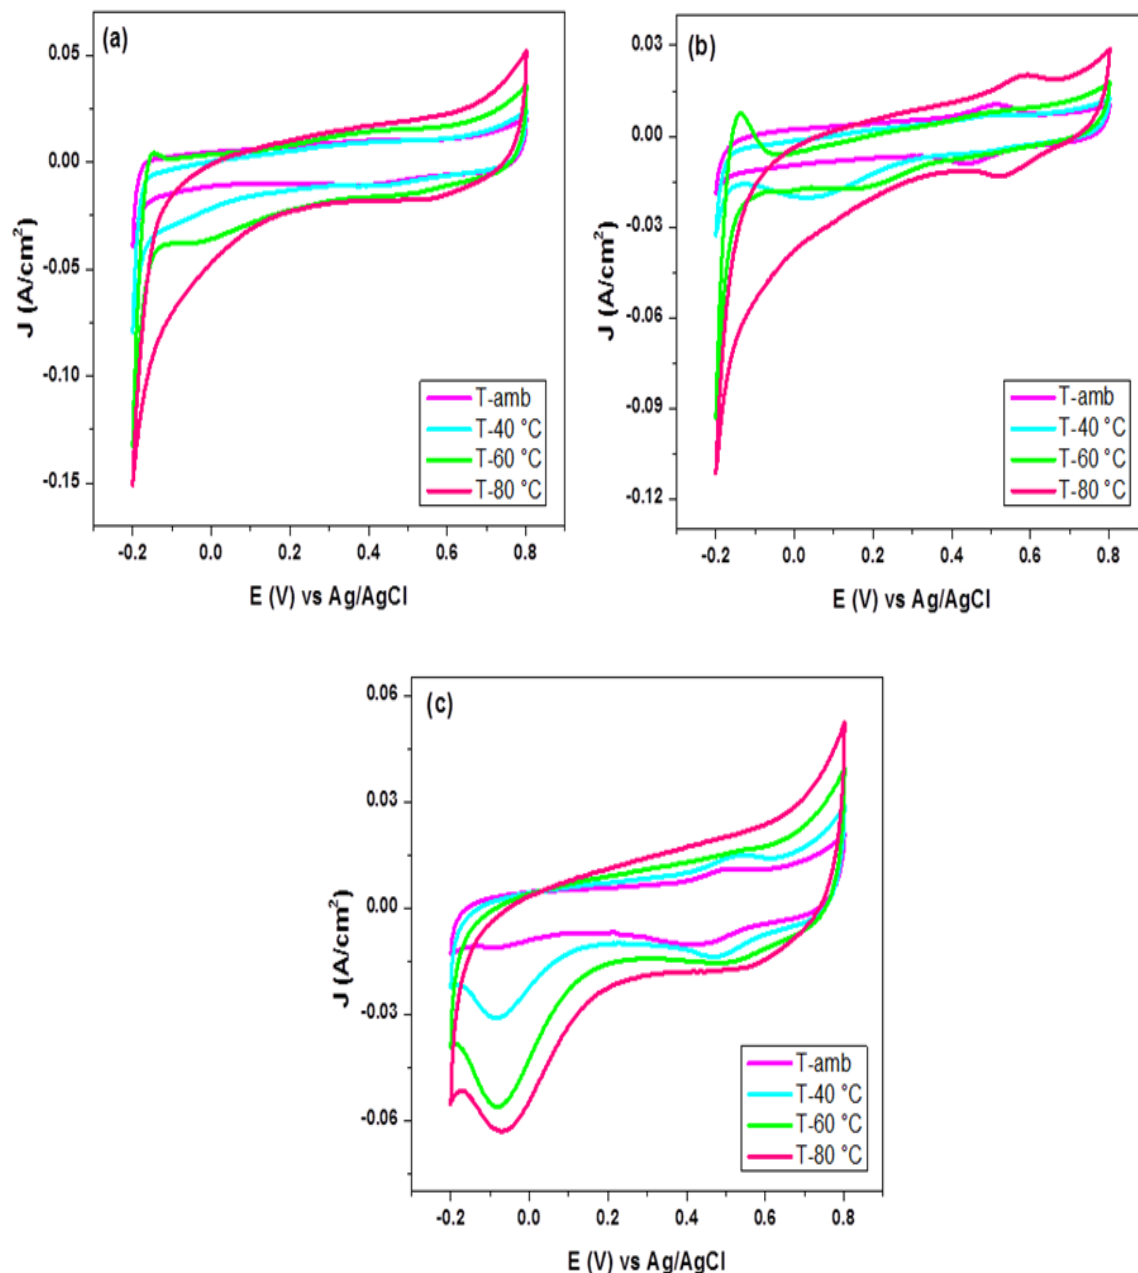 (a)
0.05
0.00
-0.05
-0.10
-0.15
J (A/cm²)
T-amb
T-40 °C
T-60 °C
T-80 °C
-0.2 0.0 0.2 0.4 0.6 0.8
E (V) vs Ag/AgCl
(b)
0.03
0.00
-0.03
-0.06
-0.09
-0.12
J (A/cm²)
T-amb
T-40 °C
T-60 °C
T-80 °C
-0.2 0.0 0.2 0.4 0.6 0.8
E (V) vs Ag/AgCl
(c)
0.06
0.03
0.00
-0.03
-0.06
J (A/cm²)
T-amb
T-40 °C
T-60 °C
T-80 °C
-0.2 0.0 0.2 0.4 0.6 0.8
E (V) vs Ag/AgCl